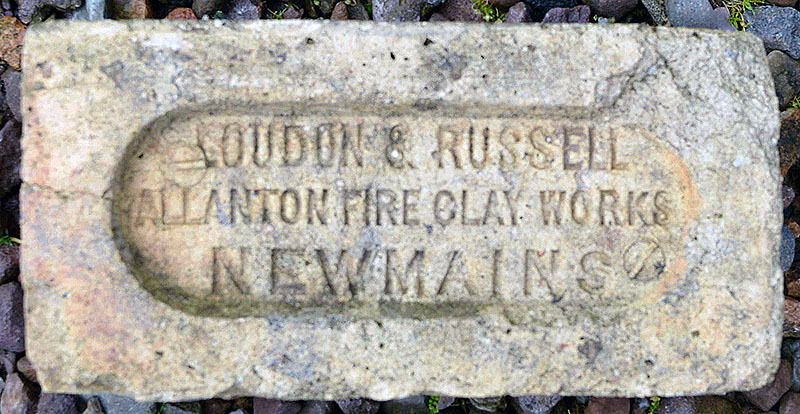 LOUDON & RUSSELL
ALLANTON FIRE CLAY WORKS
NEWMAINS